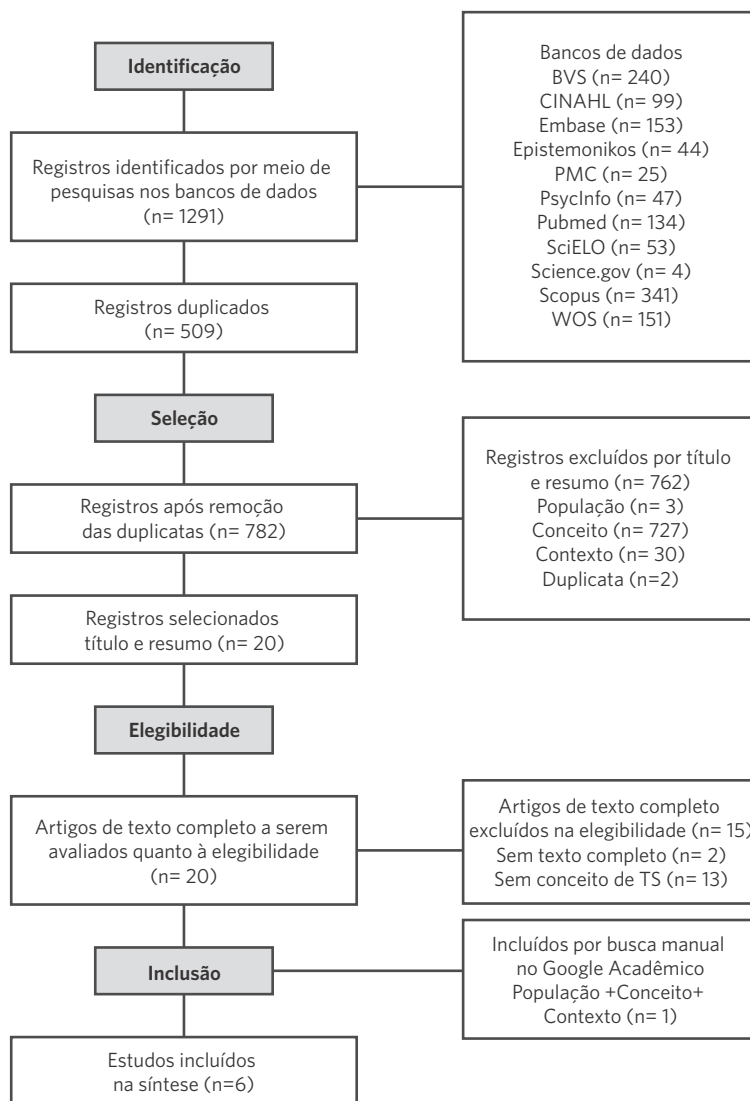 Identificação
Registros identificados por meio de
pesquisas nos bancos de dados
(n= 1291)
Bancos de dados
BVS (n= 240)
CINAHL (n= 99)
Embase (n= 153)
Epistemonikos (n= 44)
PMC (n= 25)
PsycInfo (n= 47)
Pubmed (n= 134)
SciELO (n= 53)
Science.gov (n= 4)
Scopus (n= 341)
WOS (n= 151)
Registros duplicados
(n= 509)
Seleção
Registros após remoção
das duplicatas (n= 782)
Registros excluídos por título
e resumo (n= 762)
População (n= 3)
Conceito (n= 727)
Contexto (n= 30)
Duplicata (n=2)
Registros selecionados
título e resumo (n= 20)
Elegibilidade
Artigos de texto completo a serem
avaliados quanto à elegibilidade
(n= 20)
Artigos de texto completo
excluídos na elegibilidade (n= 15)
Sem texto completo (n= 2)
Sem conceito de TS (n= 13)
Inclusão
Incluídos por busca manual
no Google Acadêmico
População +Conceito+
Contexto (n= 1)
Estudos incluídos
na síntese (n=6)